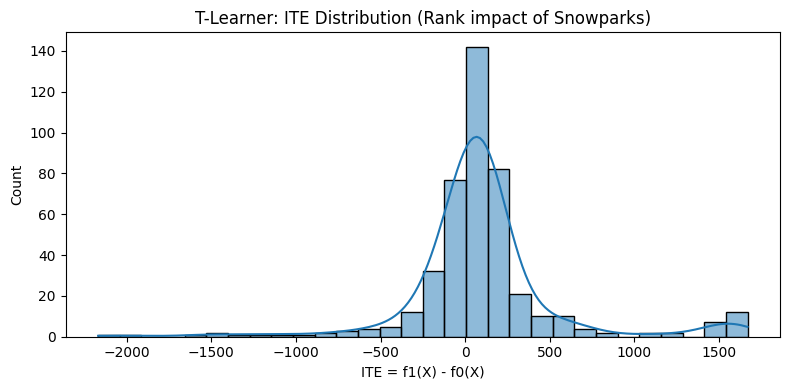 T-Learner: ITE Distribution (Rank impact of Snowparks)
Count
140
120
100
80
60
40
20
0
−2000 −1500 −1000 −500 0 500 1000 1500
ITE = f1(X) - f0(X)